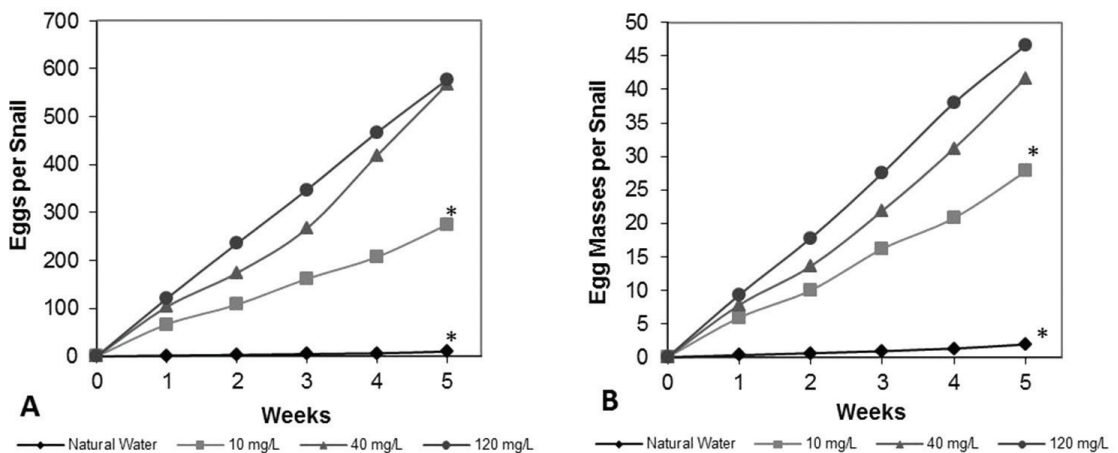 700
600
500
400
300
200
100
0
Eggs per Snail
*
*
0 1 2 3 4 5
Weeks
A
Natural Water 10 mg/L 40 mg/L 120 mg/L
50
45
40
35
30
25
20
15
10
5
0
Egg Masses per Snail
*
*
0 1 2 3 4 5
Weeks
B
Natural Water 10 mg/L 40 mg/L 120 mg/L